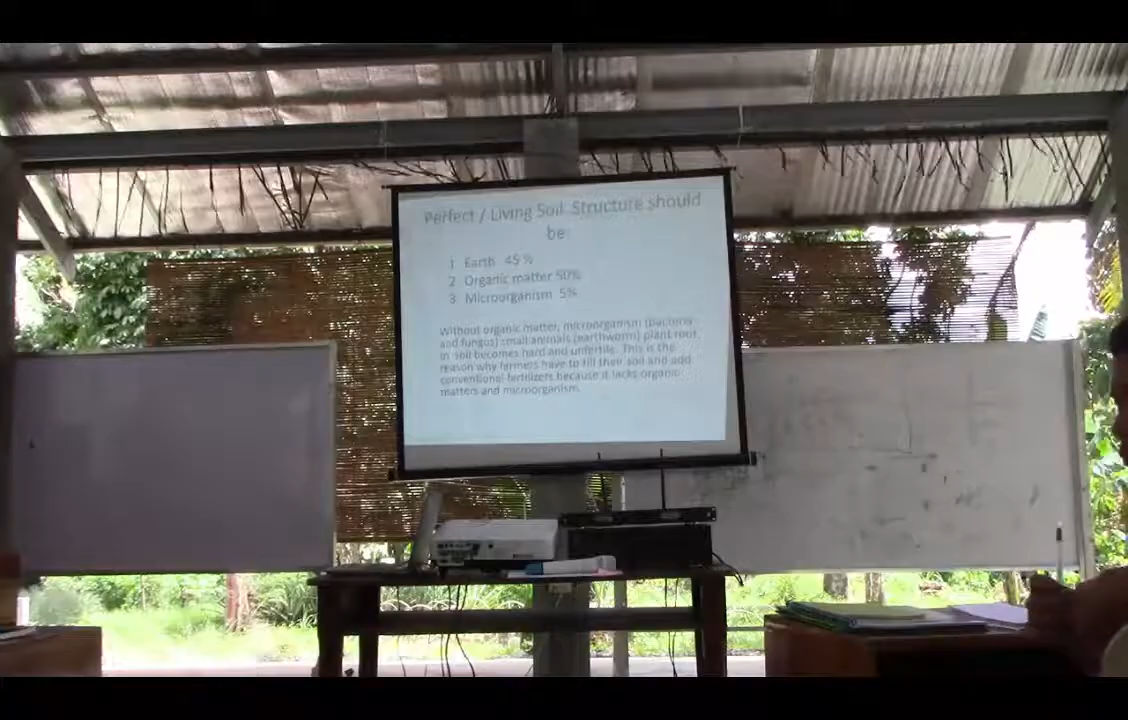 Perfect / Living Soil Structure should
be:
1 Earth 45 %
2 Organic matter 50%
3 Microorganism 5%
Without organic matter, microorganism (bacteria
and fungus) small animals (earthworm) plant root,
in soil becomes hard and unfertile. This is the
reason why farmers have to till their soil and add
conventional fertilizers because it lacks organic
matters and microorganism.